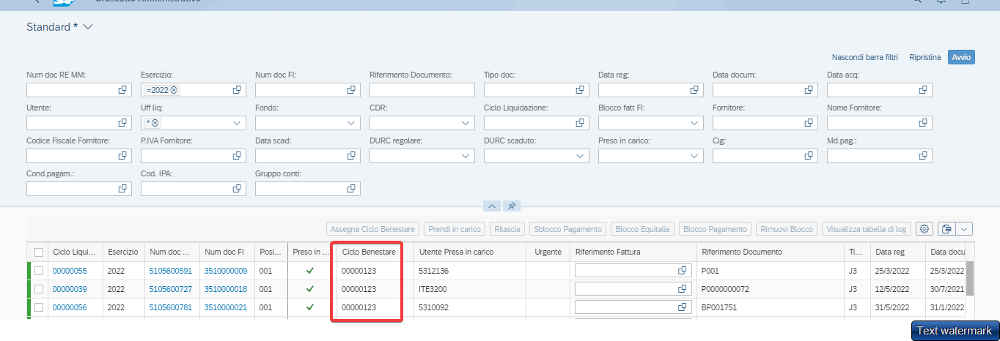 SAP Cruscotto Amministrativo
Standard *
Nascondi barra filtri Ripristina Avvio
Num doc RE MM: Esercizio: Num doc FI: Riferimento Documento: Tipo doc: Data reg: Data docum: Data acq:
=2022
Utente: Uff liq: Fondo: CDR: Ciclo Liquidazione: Blocco fatt FI: Fornitore: Nome Fornitore:
*
Codice Fiscale Fornitore: P.IVA Fornitore: Data scad: DURC regolare: DURC scaduto: Preso in carico: Cig: Md.pag.:
Cond.pagam.: Cod. IPA: Gruppo conti:
Assegna Ciclo Benestare Prendi in carico Rilascia Sblocco Pagamento Blocco Equitalia Blocco Pagamento Rimuovi Blocco Visualizza tabella di log
Ciclo Liqui... Esercizio Num doc ... Num doc FI Posi... Preso in ... Ciclo Benestare Utente Presa in carico Urgente Riferimento Fattura Riferimento Documento Ti... Data reg Data docu
00000055 2022 5105600591 3510000009 001 00000123 5312136 P001 J3 25/3/2022 25/3/2022
00000039 2022 5105600727 3510000018 001 00000123 ITE3200 P0000000072 J3 12/5/2022 30/7/2021
00000056 2022 5105600781 3510000021 001 00000123 5310092 BP001751 J3 31/5/2022 31/1/2022
Text watermark